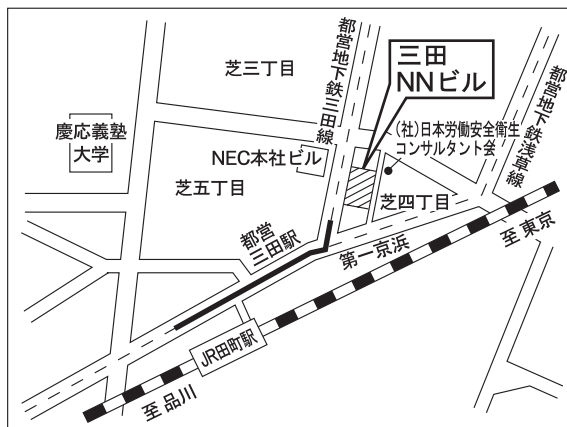 三田
NNビル
都営地下鉄三田線
都営地下鉄浅草線
芝三丁目
慶応義塾
大学
NEC本社ビル
(社)日本労働安全衛生
コンサルタント会
芝五丁目
芝四丁目
都営
三田駅
第一京浜
至 東京
JR田町駅
至 品川